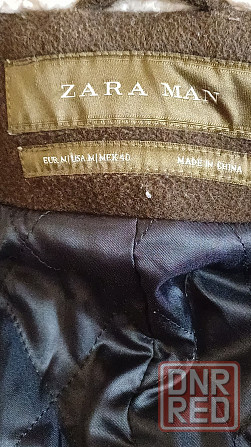 ZARA MAN
EUR M | USA M | MEX 40 MADE IN CHINA
DNR
RED